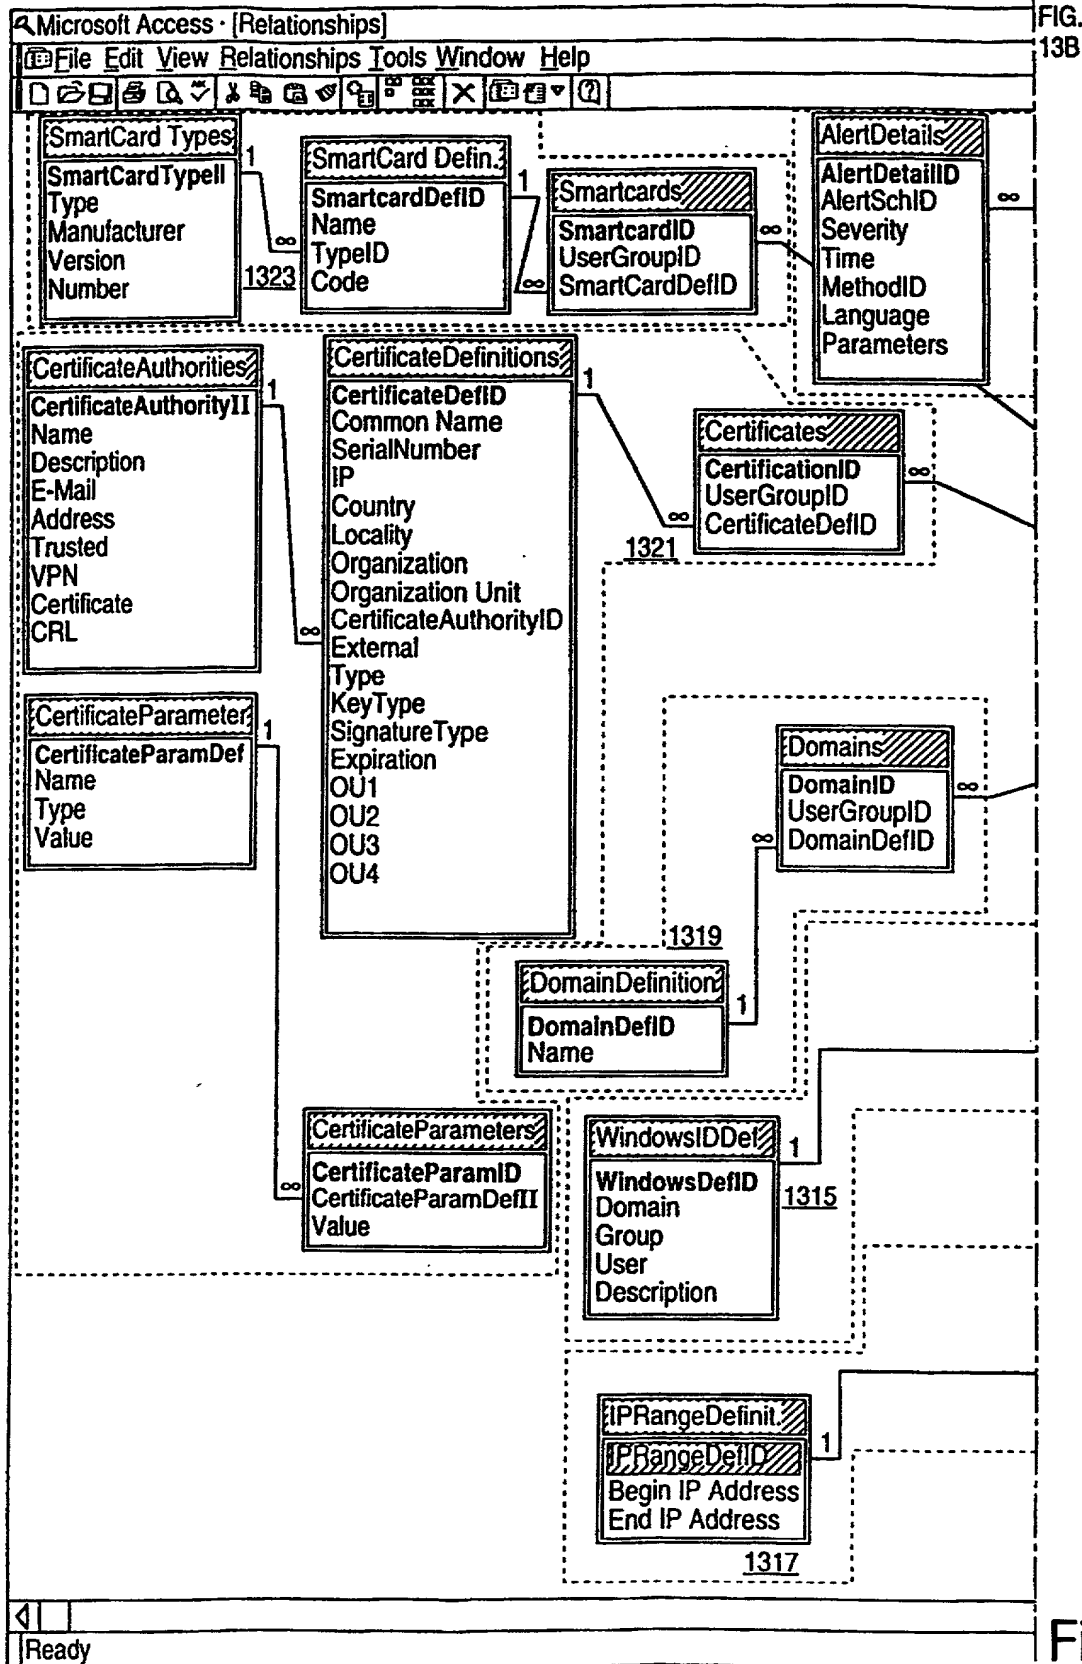 Microsoft Access · [Relationships]
FIG.
13B
File Edit View Relationships Tools Window Help
SmartCard Types
SmartCardTypeII
Type
Manufacturer
Version
Number
1
∞
1323
SmartCard Defin.
SmartcardDefID
Name
TypeID
Code
1
∞
Smartcards
SmartcardID
UserGroupID
SmartCardDefID
∞
AlertDetails
AlertDetailID
AlertSchID
Severity
Time
MethodID
Language
Parameters
∞
CertificateAuthorities
CertificateAuthorityII
Name
Description
E-Mail
Address
Trusted
VPN
Certificate
CRL
1
∞
CertificateDefinitions
CertificateDefID
Common Name
SerialNumber
IP
Country
Locality
Organization
Organization Unit
CertificateAuthorityID
External
Type
KeyType
SignatureType
Expiration
OU1
OU2
OU3
OU4
1
∞
1321
Certificates
CertificationID
UserGroupID
CertificateDefID
∞
CertificateParameter
CertificateParamDef
Name
Type
Value
1
∞
Domains
DomainID
UserGroupID
DomainDefID
∞
∞
1319
DomainDefinition
DomainDefID
Name
1
CertificateParameters
CertificateParamID
CertificateParamDefII
Value
WindowsIDDef
WindowsDefID
Domain
Group
User
Description
1
1315
IPRangeDefinit.
IPRangeDefID
Begin IP Address
End IP Address
1
1317
Ready
Fi